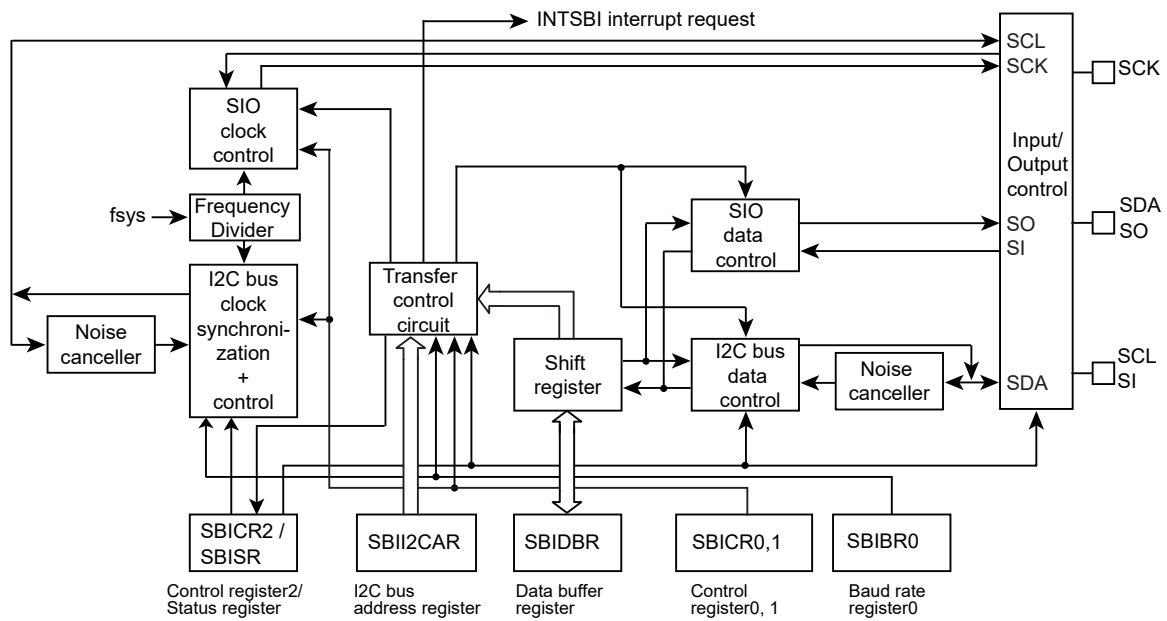 INTSBI interrupt request
SCL
SCK
SCK
SIO
clock
control
Input/
Output
control
fsys
Frequency
Divider
SIO
data
control
SO
SI
SDA
SO
I2C bus
clock
synchroni-
zation
+
control
Transfer
control
circuit
Noise
canceller
Shift
register
I2C bus
data
control
Noise
canceller
SDA
SCL
SI
SBICR2 /
SBISR
SBII2CAR
SBIDBR
SBICR0,1
SBIBR0
Control register2/
Status register
I2C bus
address register
Data buffer
register
Control
register0, 1
Baud rate
register0